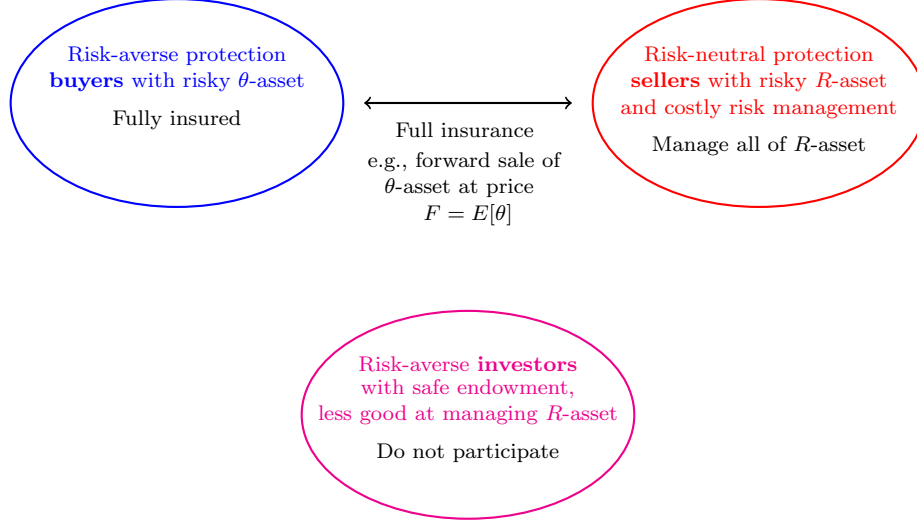 Risk-averse protection
buyers with risky θ-asset
Fully insured
Full insurance
e.g., forward sale of
θ-asset at price
F = E[θ]
Risk-neutral protection
sellers with risky R-asset
and costly risk management
Manage all of R-asset
Risk-averse investors
with safe endowment,
less good at managing R-asset
Do not participate